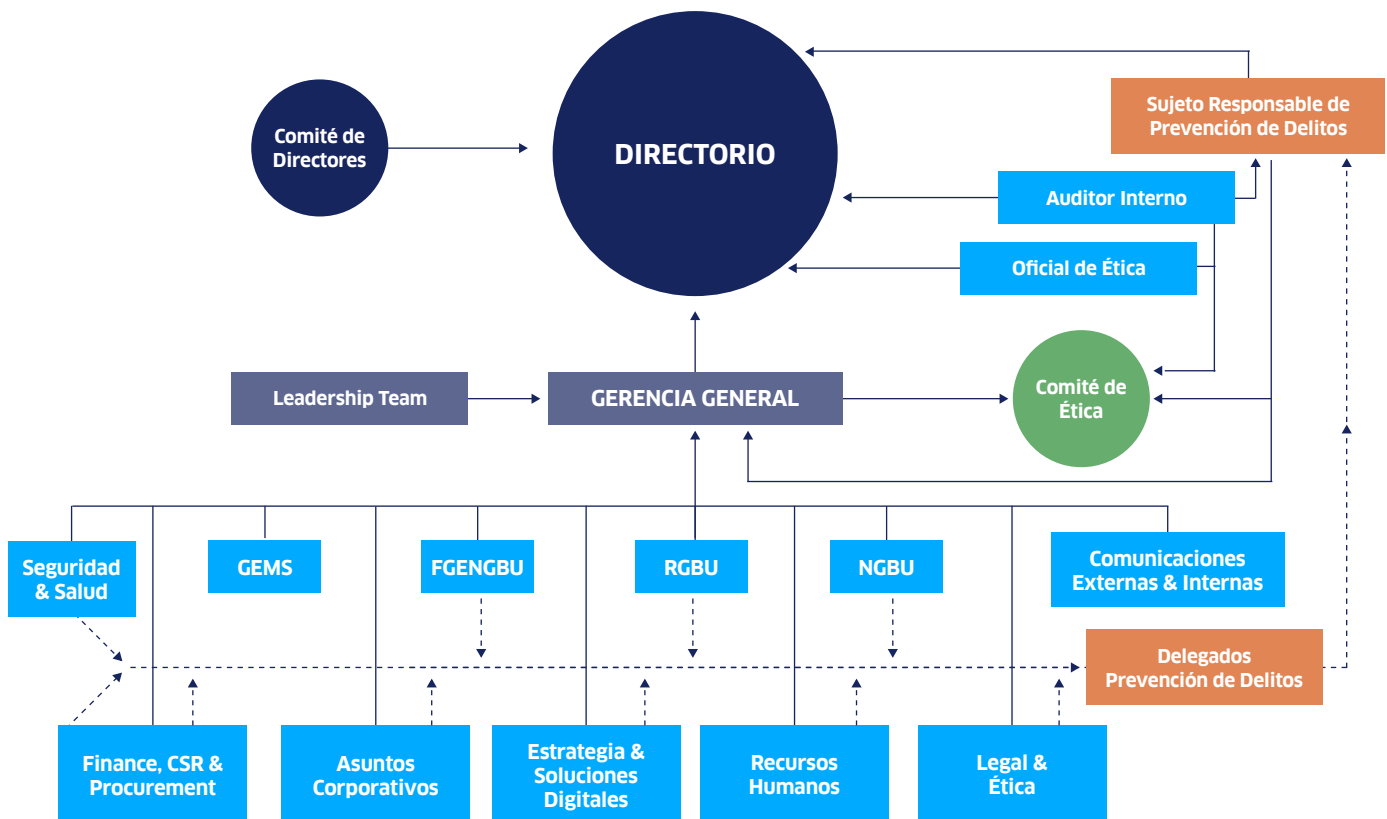 Comité de
Directores
DIRECTORIO
Sujeto Responsable de
Prevención de Delitos
Auditor Interno
Oficial de Ética
Leadership Team
GERENCIA GENERAL
Comité de
Ética
Seguridad
& Salud
GEMS
FGENGBU
RGBU
NGBU
Comunicaciones
Externas & Internas
Delegados
Prevención de Delitos
Finance, CSR &
Procurement
Asuntos
Corporativos
Estrategia &
Soluciones
Digitales
Recursos
Humanos
Legal &
Ética